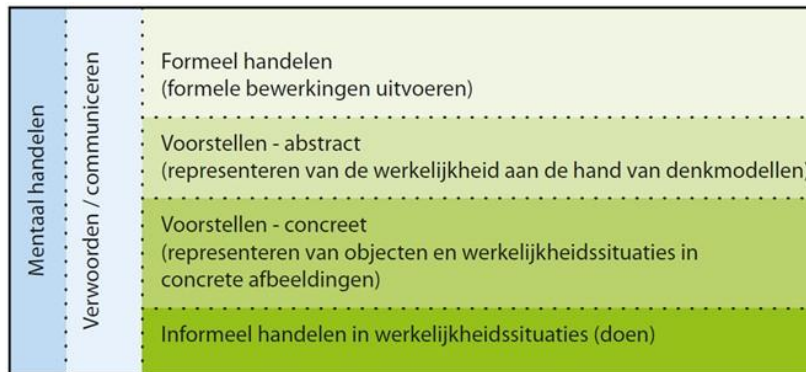 Mentaal handelen
Verwoorden / communiceren
Formeel handelen
(formele bewerkingen uitvoeren)
Voorstellen - abstract
(representeren van de werkelijkheid aan de hand van denkmodellen)
Voorstellen - concreet
(representeren van objecten en werkelijkheidssituaties in
concrete afbeeldingen)
Informeel handelen in werkelijkheidssituaties (doen)